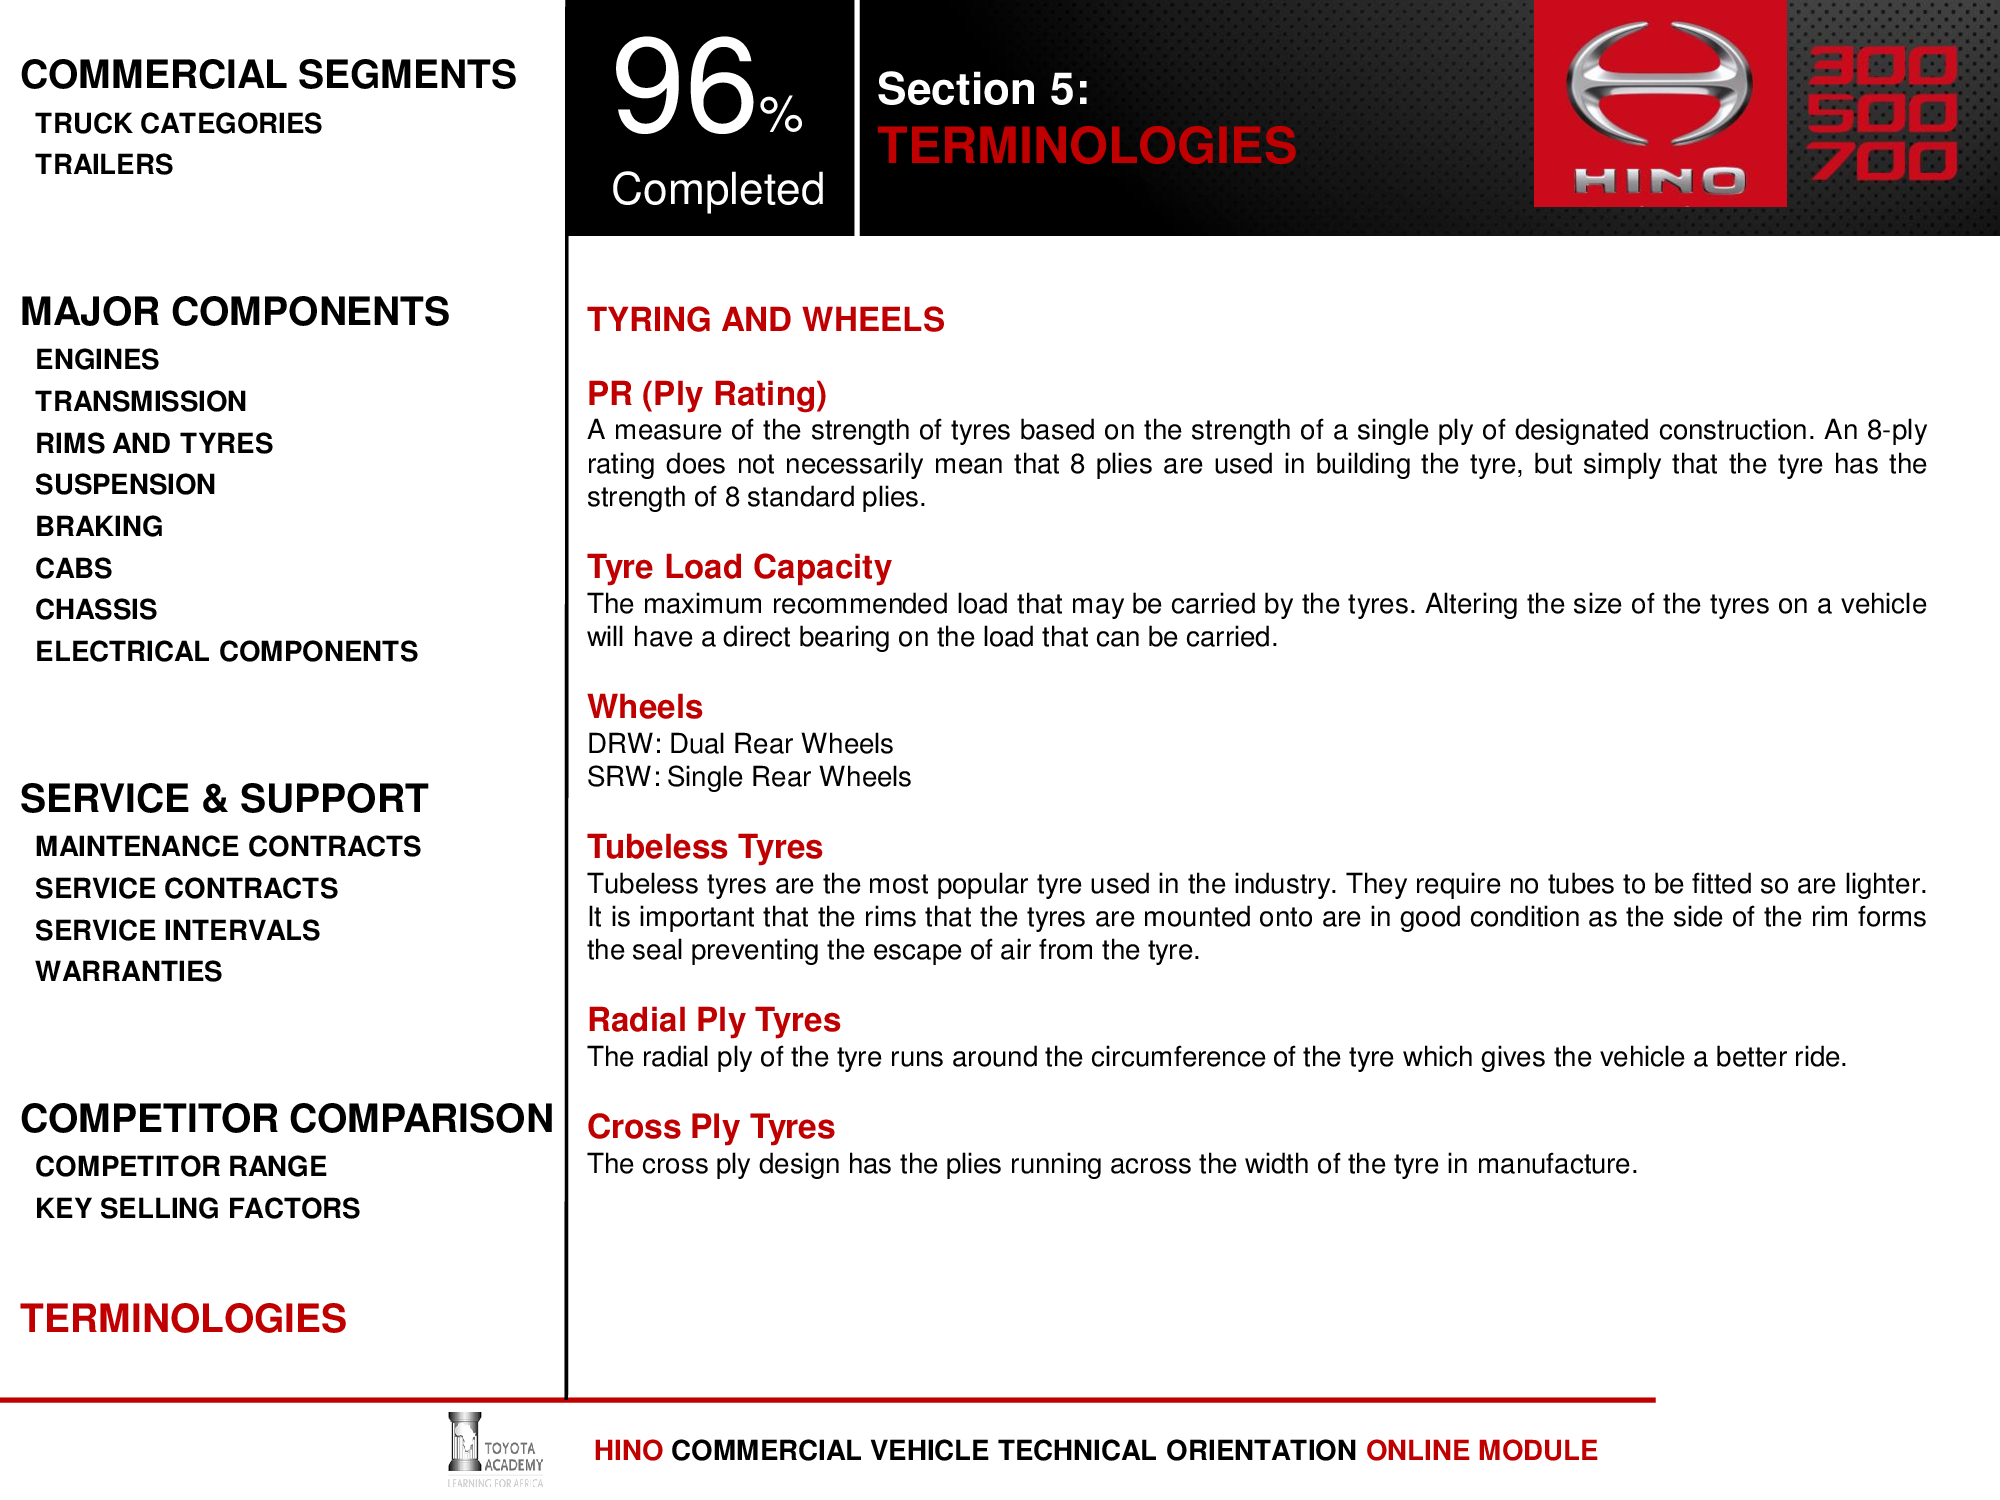 COMMERCIAL SEGMENTS
TRUCK CATEGORIES
TRAILERS
MAJOR COMPONENTS
ENGINES
TRANSMISSION
RIMS AND TYRES
SUSPENSION
BRAKING
CABS
CHASSIS
ELECTRICAL COMPONENTS
SERVICE & SUPPORT
MAINTENANCE CONTRACTS
SERVICE CONTRACTS
SERVICE INTERVALS
WARRANTIES
COMPETITOR COMPARISON
COMPETITOR RANGE
KEY SELLING FACTORS
TERMINOLOGIES
96%
Completed
Section 5:
TERMINOLOGIES
HINO
300
500
700
TYRING AND WHEELS
PR (Ply Rating)
A measure of the strength of tyres based on the strength of a single ply of designated construction. An 8-ply
rating does not necessarily mean that 8 plies are used in building the tyre, but simply that the tyre has the
strength of 8 standard plies.
Tyre Load Capacity
The maximum recommended load that may be carried by the tyres. Altering the size of the tyres on a vehicle
will have a direct bearing on the load that can be carried.
Wheels
DRW: Dual Rear Wheels
SRW: Single Rear Wheels
Tubeless Tyres
Tubeless tyres are the most popular tyre used in the industry. They require no tubes to be fitted so are lighter.
It is important that the rims that the tyres are mounted onto are in good condition as the side of the rim forms
the seal preventing the escape of air from the tyre.
Radial Ply Tyres
The radial ply of the tyre runs around the circumference of the tyre which gives the vehicle a better ride.
Cross Ply Tyres
The cross ply design has the plies running across the width of the tyre in manufacture.
TOYOTA
ACADEMY
LEARNING FOR AFRICA
HINO COMMERCIAL VEHICLE TECHNICAL ORIENTATION ONLINE MODULE